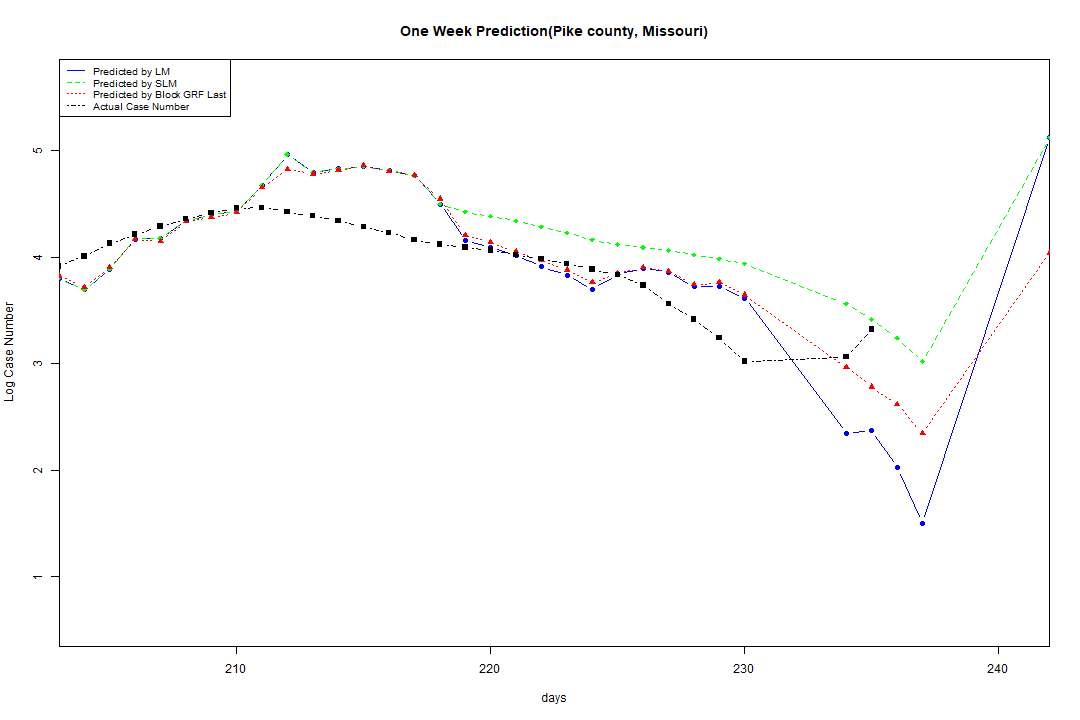 One Week Prediction(Pike county, Missouri)
Predicted by LM
Predicted by SLM
Predicted by Block GRF Last
Actual Case Number
5
4
3
2
1
Log Case Number
210 220 230 240
days